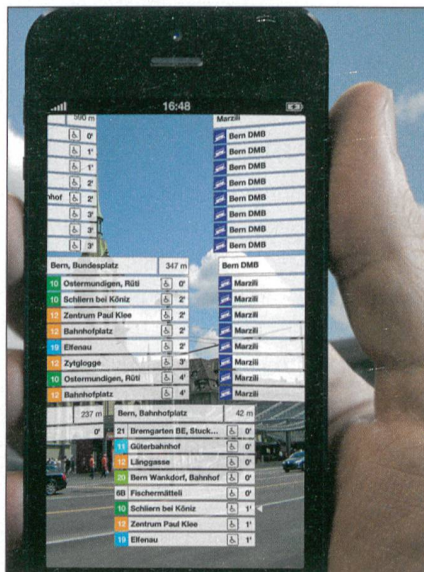 16:48
990 m
0'
1'
1'
2'
nhof 2'
3'
3'
3'
Marzili
Bern DMB
Bern DMB
Bern DMB
Bern DMB
Bern DMB
Bern DMB
Bern DMB
Bern DMB
Bern, Bundesplatz 347 m
10 Ostermundigen, Rüti 0'
10 Schliern bei Köniz 2'
12 Zentrum Paul Klee 2'
12 Bahnhofplatz 2'
19 Elfenau 2'
12 Zytglogge 3'
10 Ostermundigen, Rüti 4'
12 Bahnhofplatz 4'
Bern DMB
Marzili
Marzili
Marzili
Marzili
Marzili
Marzili
Marzili
Marzili
237 m
0'
Bern, Bahnhofplatz 42 m
21 Bremgarten BE, Stuck... 0'
11 Güterbahnhof 0'
12 Länggasse 0'
20 Bern Wankdorf, Bahnhof 0'
6B Fischermätteli 0'
10 Schliern bei Köniz 1'
12 Zentrum Paul Klee 1'
19 Elfenau 1'